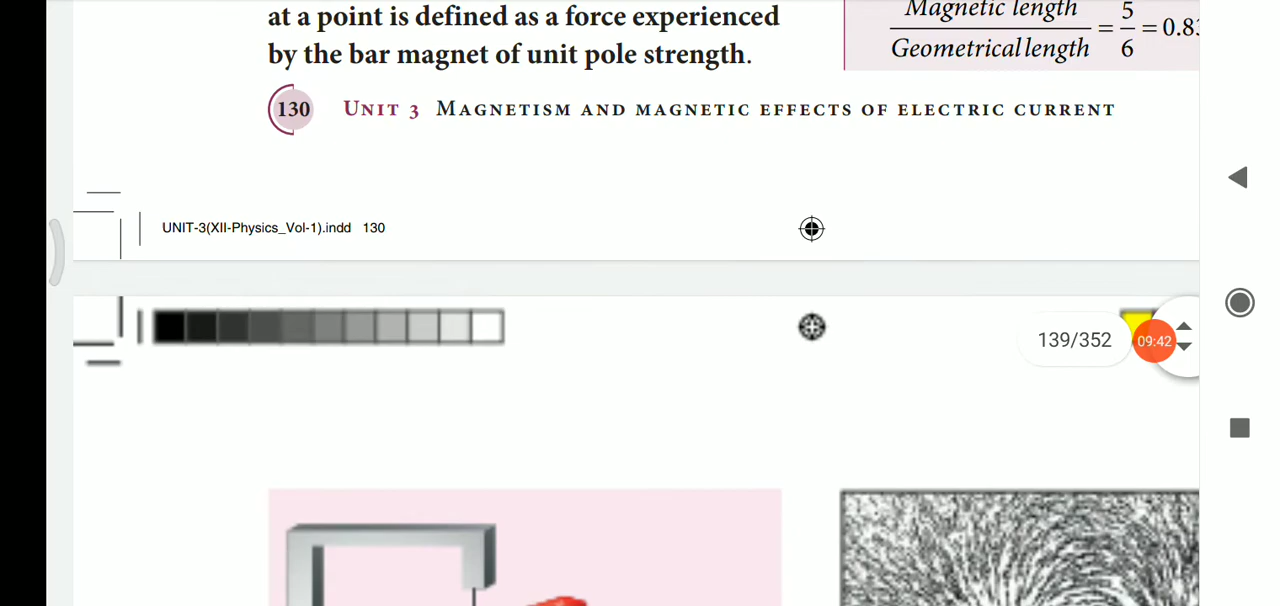 at a point is defined as a force experienced
by the bar magnet of unit pole strength.
Magnetic length
Geometrical length
= 5
6
= 0.83
130 UNIT 3 MAGNETISM AND MAGNETIC EFFECTS OF ELECTRIC CURRENT
UNIT-3(XII-Physics_Vol-1).indd 130
139/352
09:42